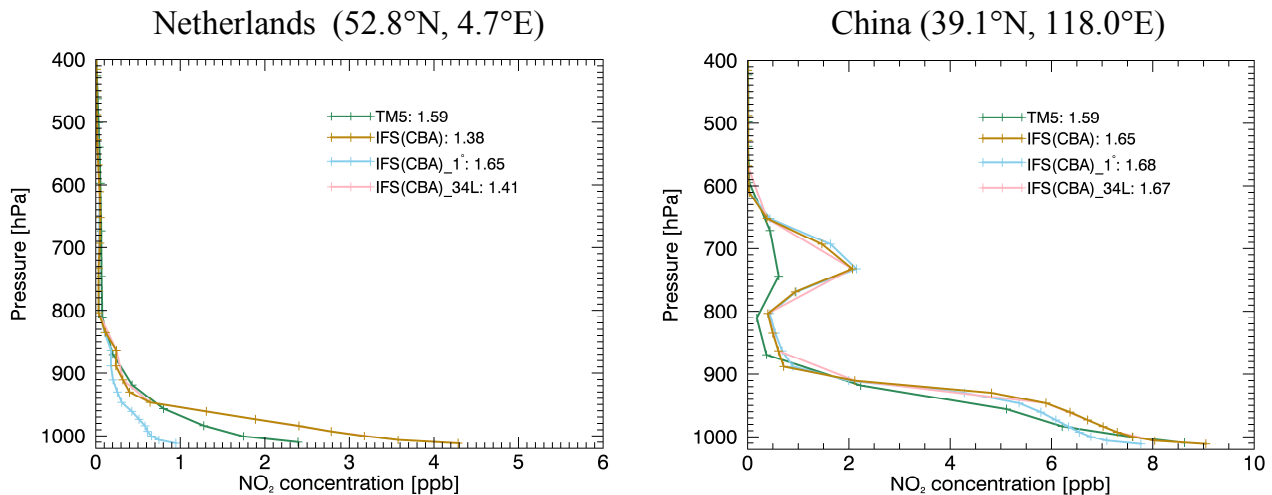 Netherlands (52.8°N, 4.7°E)
400
500
600
700
800
900
1000
Pressure [hPa]
TM5: 1.59
IFS(CBA): 1.38
IFS(CBA)_1°: 1.65
IFS(CBA)_34L: 1.41
0 1 2 3 4 5 6
NO₂ concentration [ppb]
China (39.1°N, 118.0°E)
400
500
600
700
800
900
1000
Pressure [hPa]
TM5: 1.59
IFS(CBA): 1.65
IFS(CBA)_1°: 1.68
IFS(CBA)_34L: 1.67
0 2 4 6 8 10
NO₂ concentration [ppb]